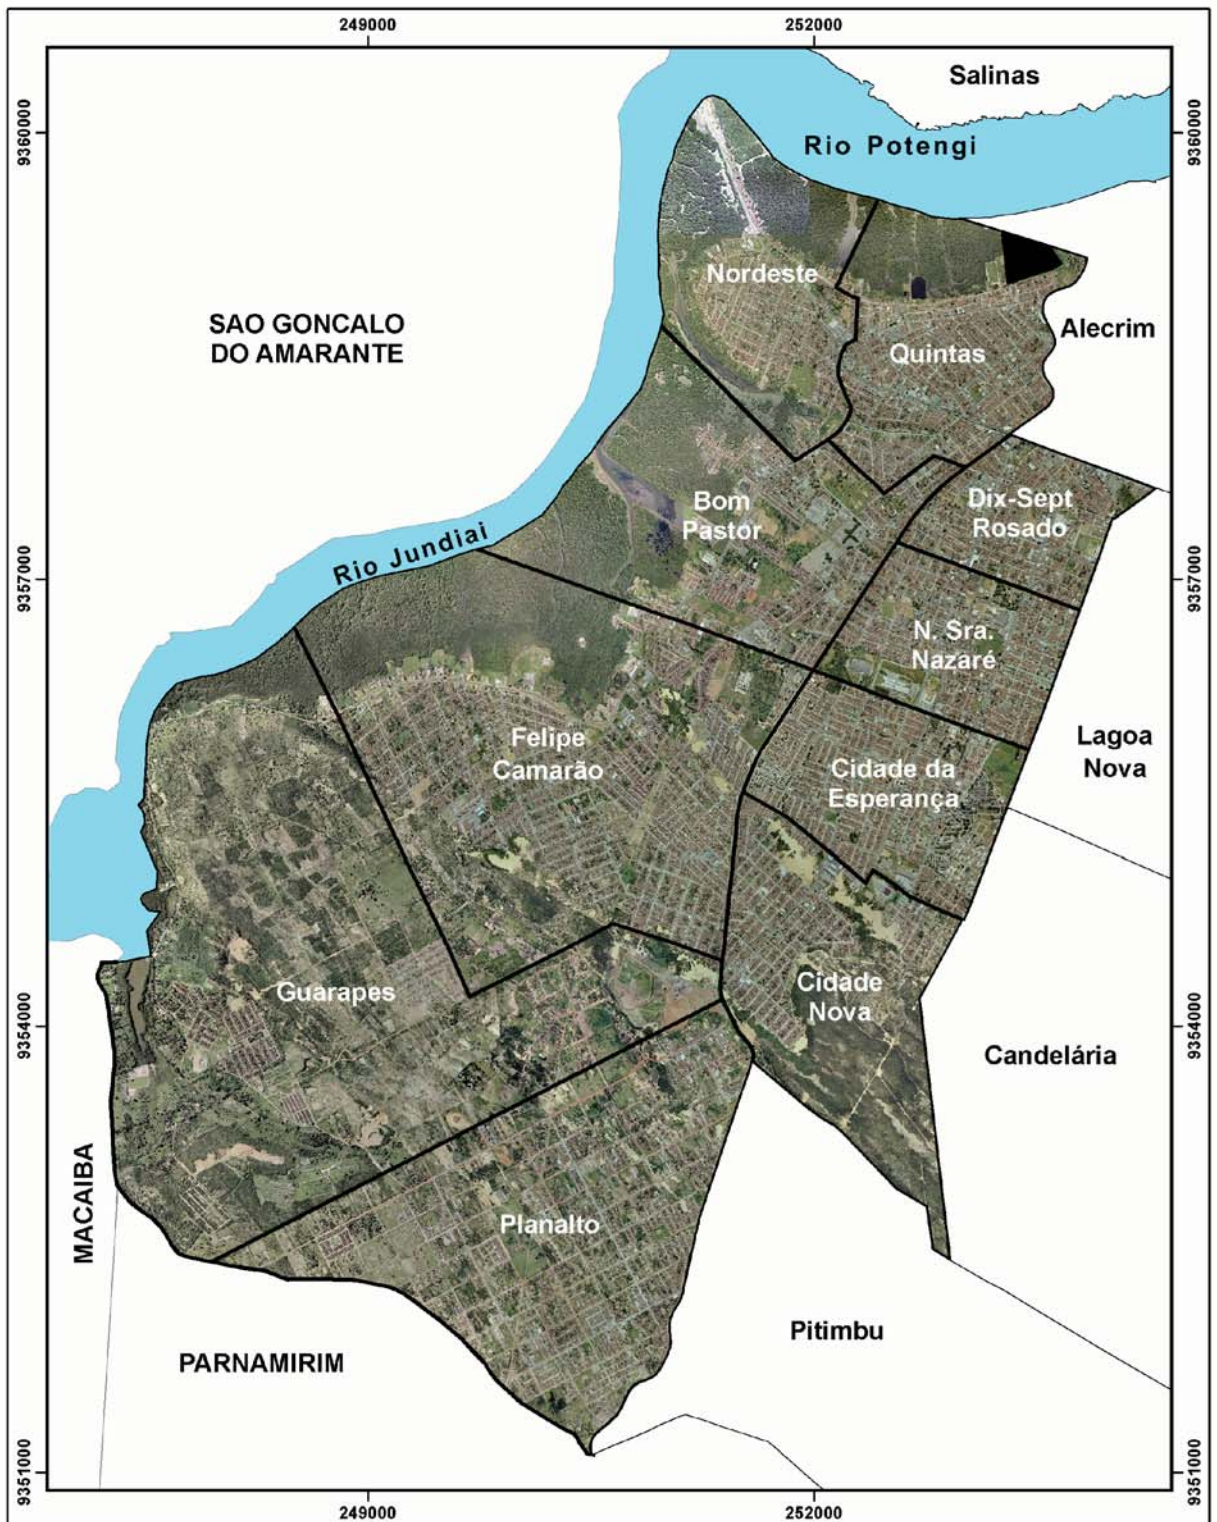 249000
252000
Salinas
9360000
9360000
Rio Potengi
Nordeste
SAO GONCALO
DO AMARANTE
Alecrim
Quintas
Bom
Pastor
Dix-Sept
Rosado
Rio Jundiai
9357000
9357000
N. Sra.
Nazaré
Felipe
Camarão
Lagoa
Nova
Cidade da
Esperança
Guarapes
Cidade
Nova
9354000
9354000
Candelária
MACAIBA
Planalto
Pitimbu
PARNAMIRIM
9351000
9351000
249000
252000